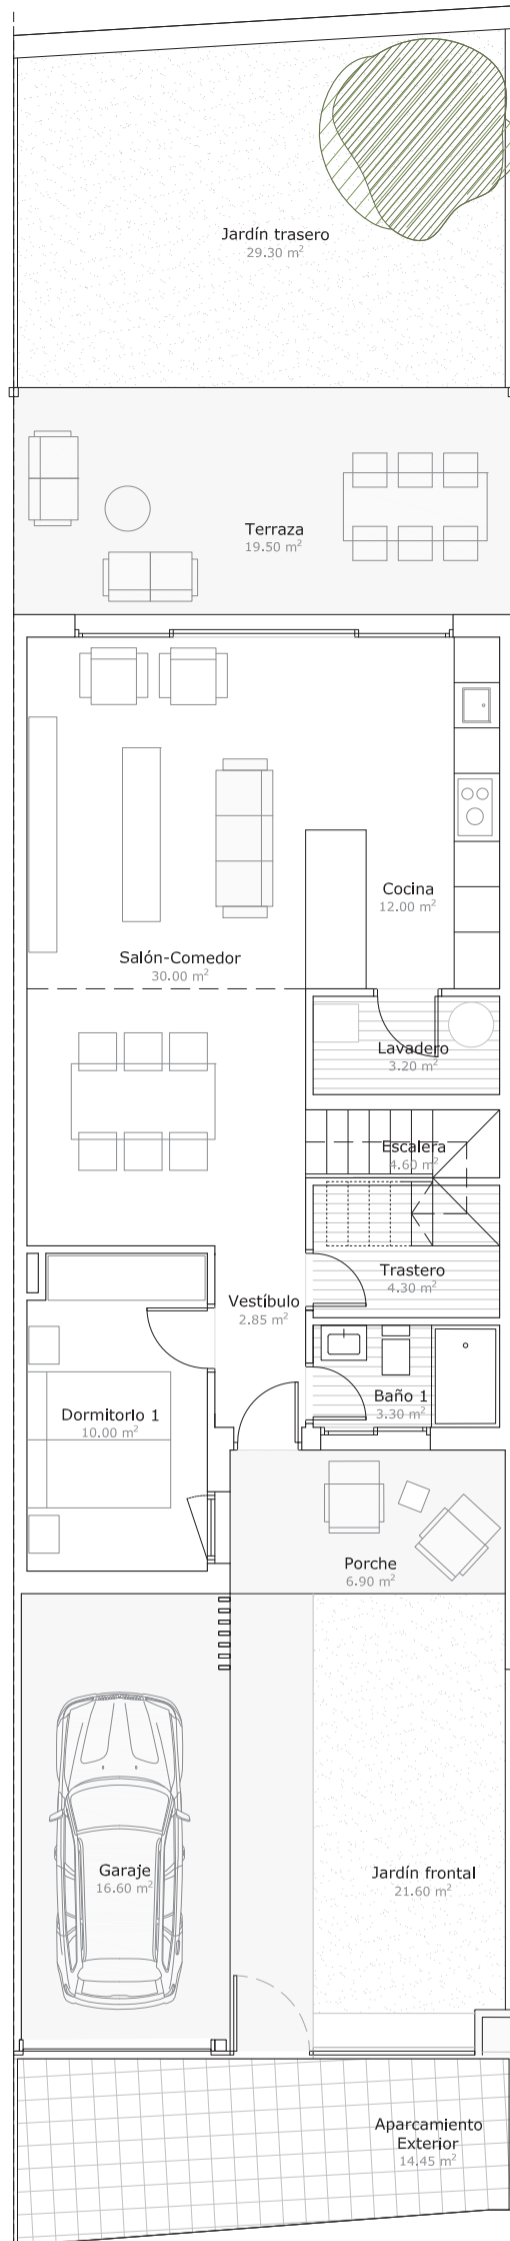 Jardín trasero
29.30 m²
Terraza
19.50 m²
Cocina
12.00 m²
Salón-Comedor
30.00 m²
Lavadero
3.20 m²
Escalera
4.60 m²
Trastero
4.30 m²
Vestíbulo
2.85 m²
Baño 1
3.30 m²
Dormitorio 1
10.00 m²
Porche
6.90 m²
Garaje
16.60 m²
Jardín frontal
21.60 m²
Aparcamiento
Exterior
14.45 m²